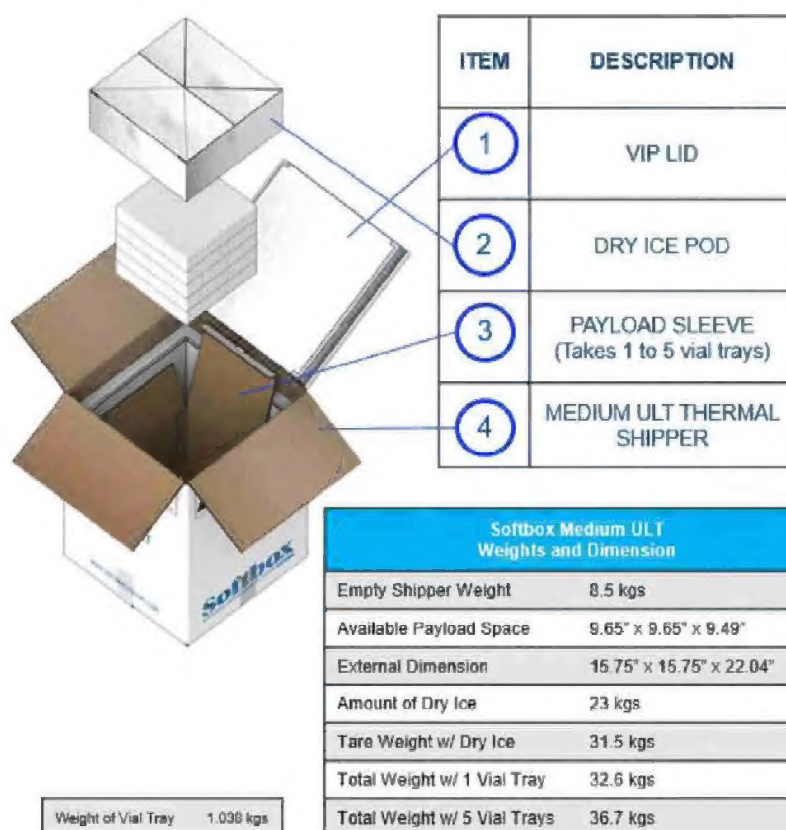 ITEM DESCRIPTION
1 VIP LID
2 DRY ICE POD
3 PAYLOAD SLEEVE
(Takes 1 to 5 vial trays)
4 MEDIUM ULT THERMAL
SHIPPER
softbox
Softbox Medium ULT
Weights and Dimension
Empty Shipper Weight 8.5 kgs
Available Payload Space 9.65" x 9.65" x 9.49"
External Dimension 15.75" x 15.75" x 22.04"
Amount of Dry Ice 23 kgs
Tare Weight w/ Dry Ice 31.5 kgs
Total Weight w/ 1 Vial Tray 32.6 kgs
Total Weight w/ 5 Vial Trays 36.7 kgs
Weight of Vial Tray 1.038 kgs